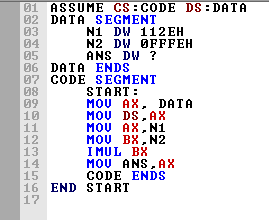 01 ASSUME CS:CODE DS:DATA
02 DATA SEGMENT
03 N1 DW 112EH
04 N2 DW 0FFFEH
05 ANS DW ?
06 DATA ENDS
07 CODE SEGMENT
08 START:
09 MOV AX, DATA
10 MOV DS,AX
11 MOV AX,N1
12 MOV BX,N2
13 IMUL BX
14 MOV ANS,AX
15 CODE ENDS
16 END START
17